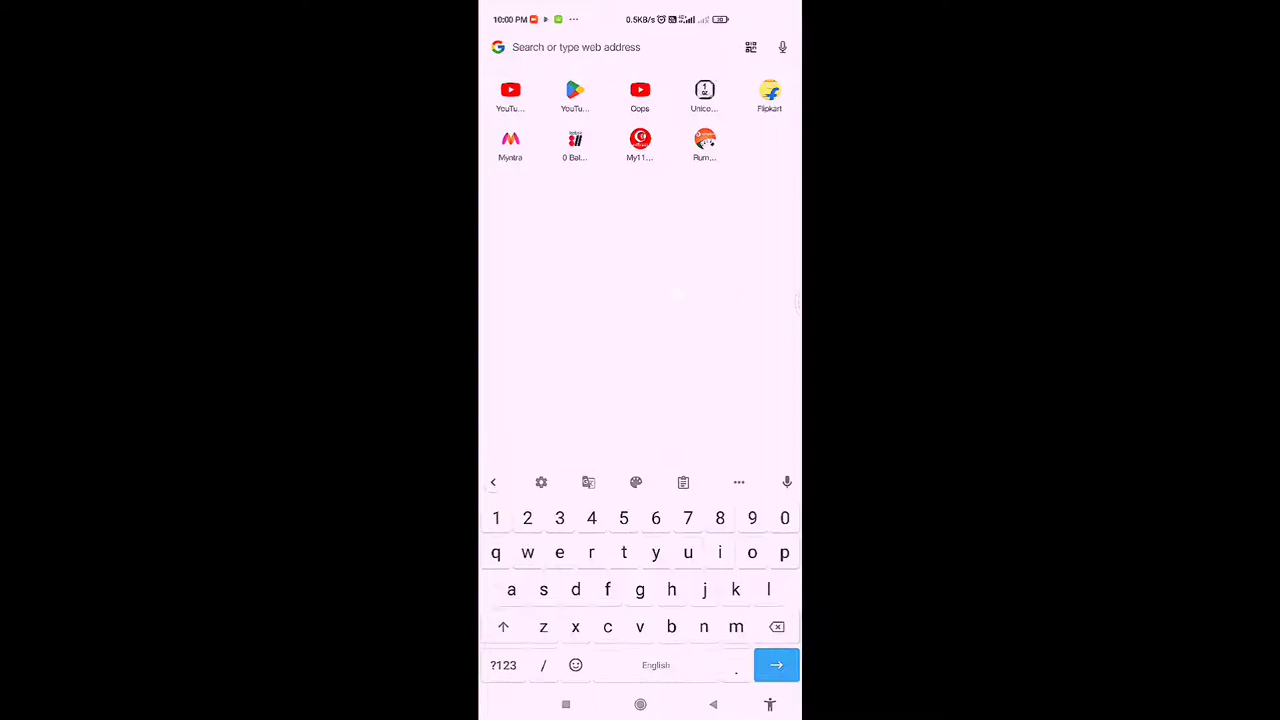 10:00 PM ... 0.5KB/s 20
Search or type web address
YouTu... YouTu... Oops Unico... Flipkart
Myntra 0 Bal... My11... Rum,...
1 2 3 4 5 6 7 8 9 0
q w e r t y u i o p
a s d f g h j k l
z x c v b n m
?123 / English .